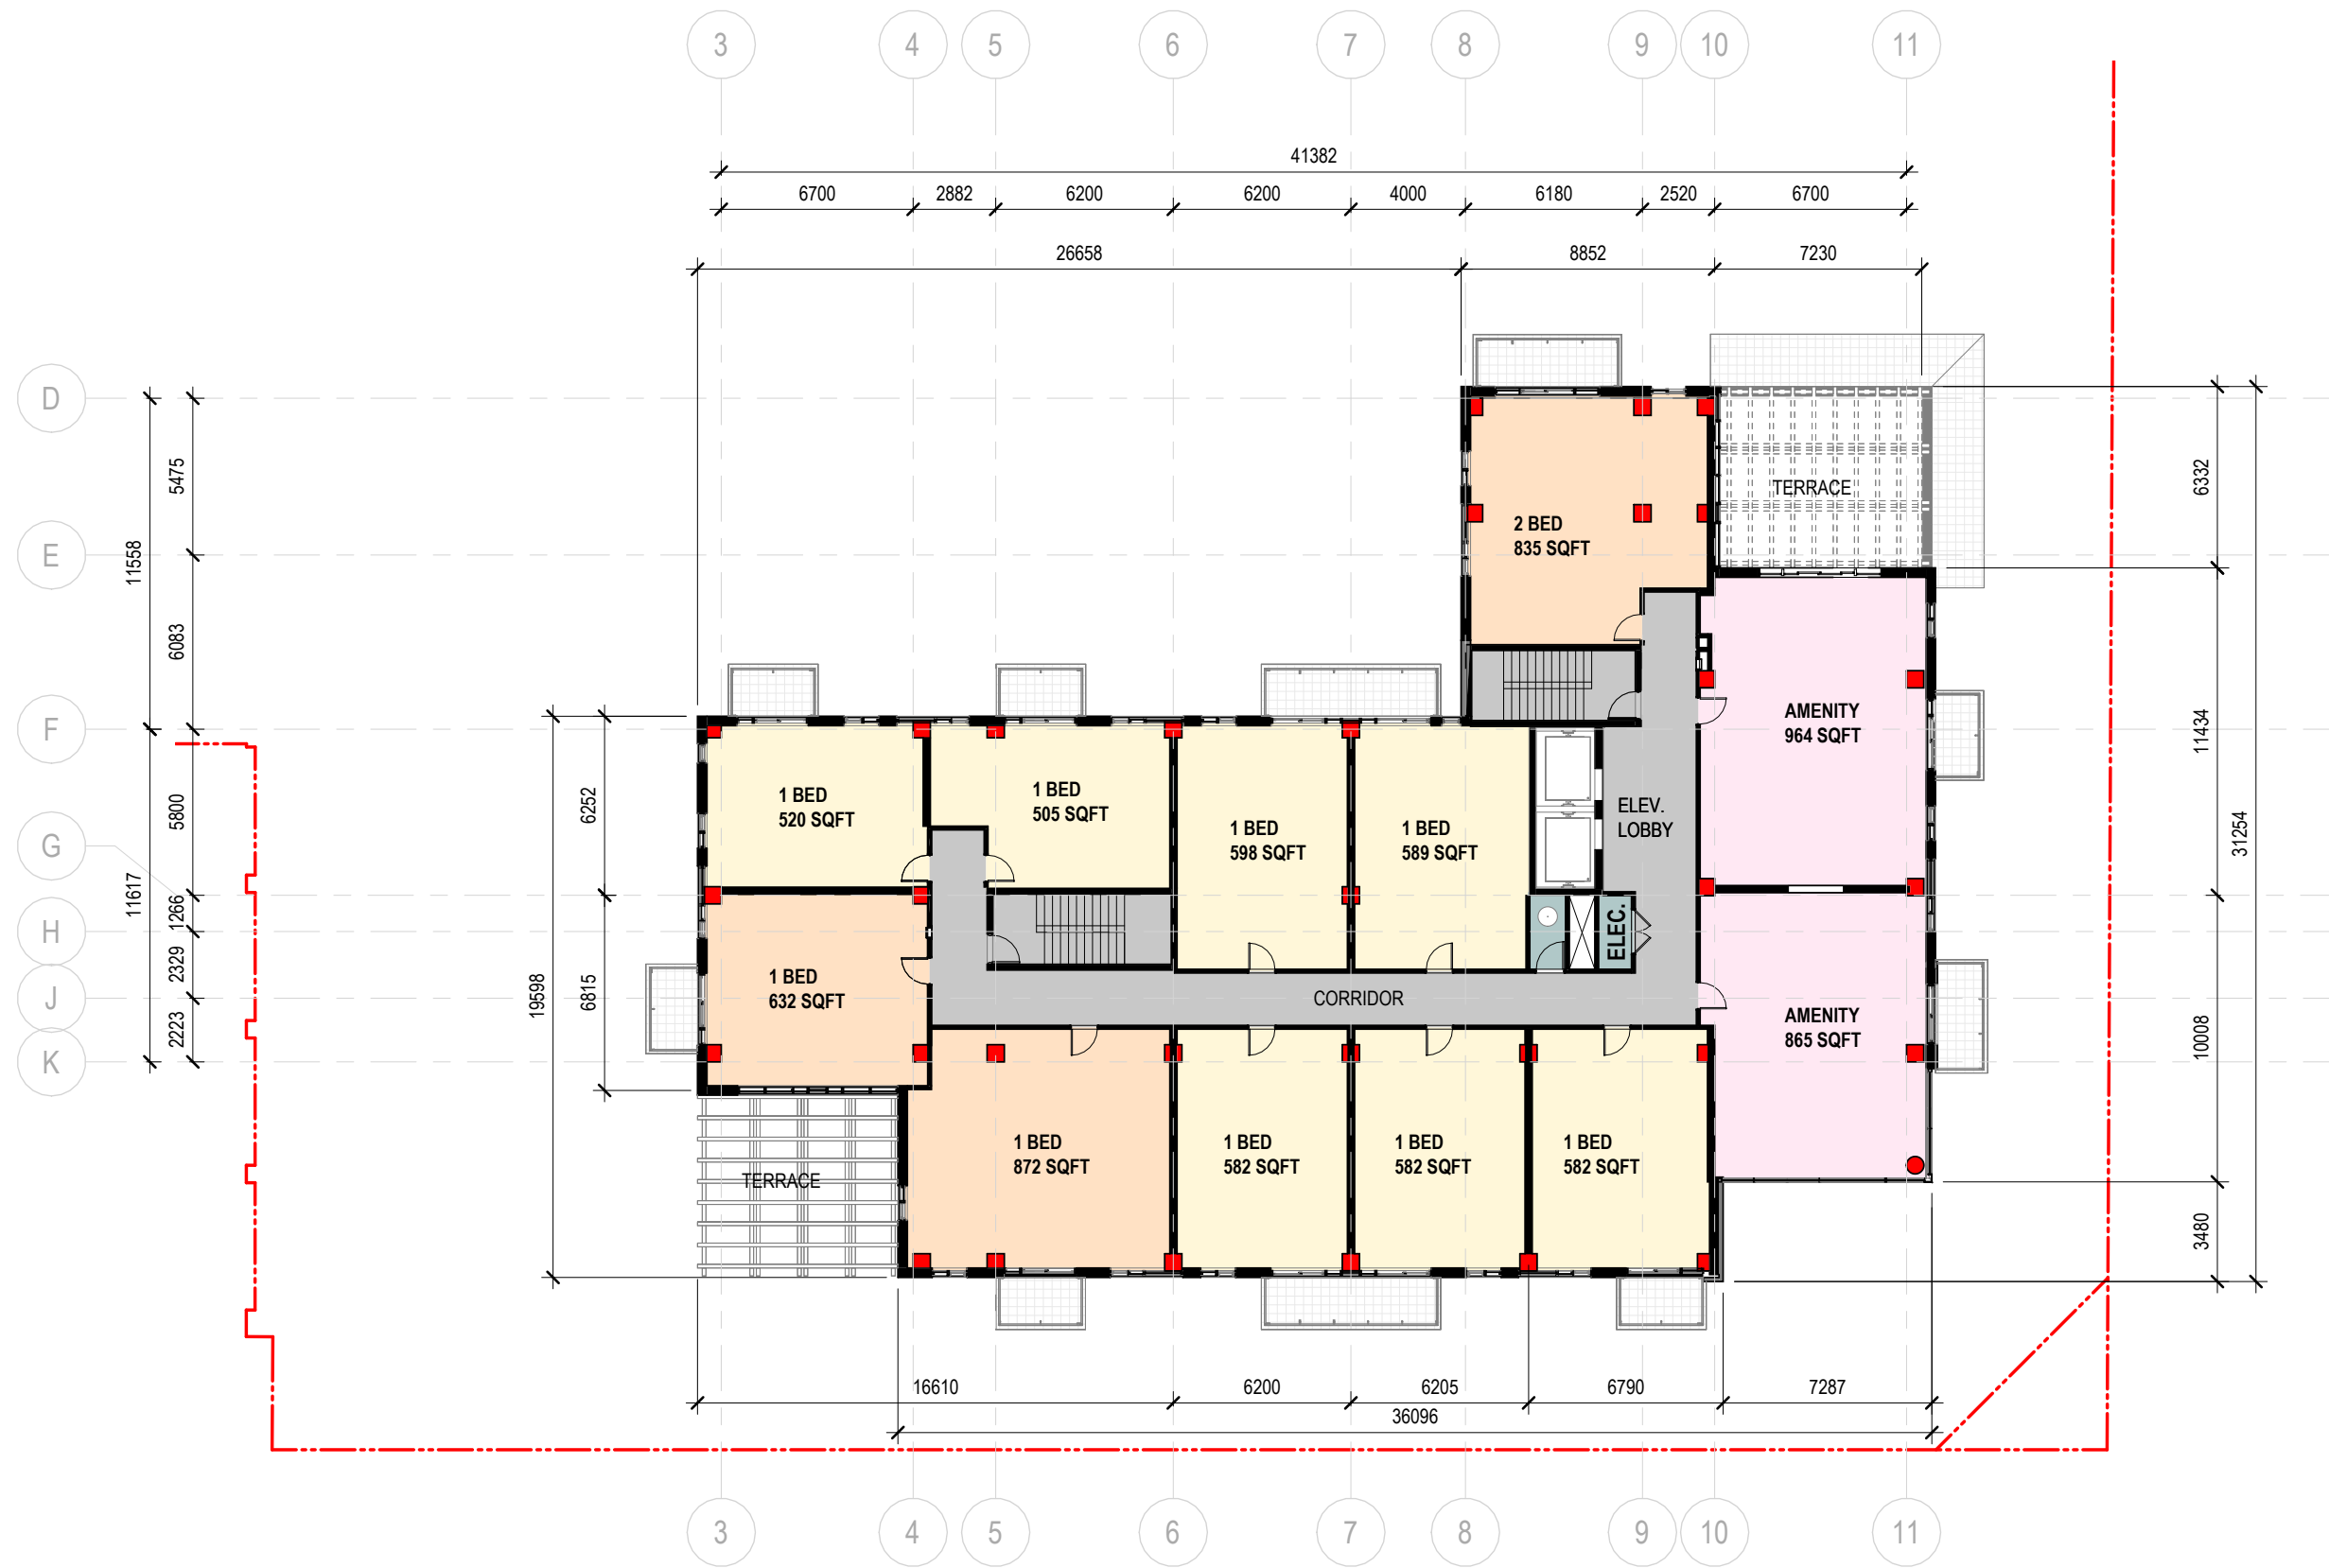 3 4 5 6 7 8 9 10 11
41382
6700 2882 6200 6200 4000 6180 2520 6700
26658 8852 7230
D
E
F
G
H
J
K
11558
11617
5475
6083
5800
1266
2329
2223
19598
6252
6815
2 BED
835 SQFT
TERRACE
AMENITY
964 SQFT
1 BED
520 SQFT
1 BED
505 SQFT
1 BED
598 SQFT
1 BED
589 SQFT
ELEV.
LOBBY
ELEC.
1 BED
632 SQFT
CORRIDOR
AMENITY
865 SQFT
TERRACE
1 BED
872 SQFT
1 BED
582 SQFT
1 BED
582 SQFT
1 BED
582 SQFT
6332
11434
10008
3480
31254
16610 6200 6205 6790 7287
36096
3 4 5 6 7 8 9 10 11